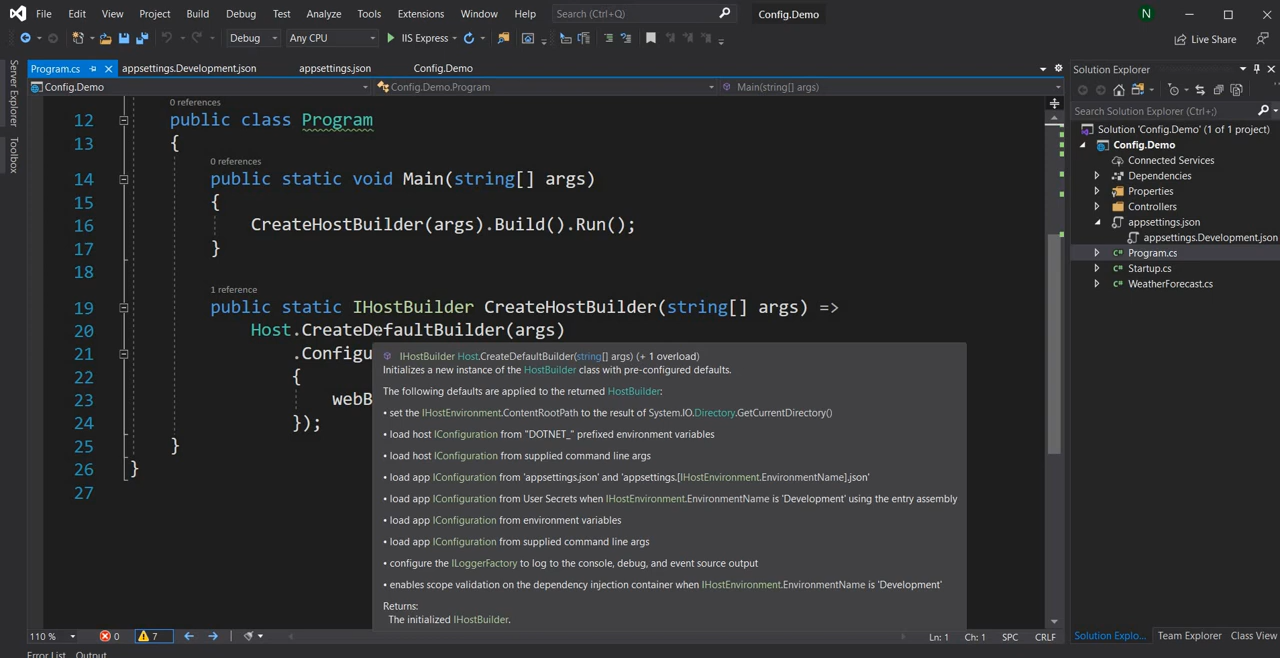 File Edit View Project Build Debug Test Analyze Tools Extensions Window Help Search (Ctrl+Q) Config.Demo N
Debug Any CPU IIS Express Live Share
Program.cs appsettings.Development.json appsettings.json Config.Demo
Config.Demo Config.Demo.Program Main(string[] args)
Server Explorer
Toolbox
0 references
12 public class Program
13 {
0 references
14 public static void Main(string[] args)
15 {
16 CreateHostBuilder(args).Build().Run();
17 }
18
1 reference
19 public static IHostBuilder CreateHostBuilder(string[] args) =>
20 Host.CreateDefaultBuilder(args)
21 .Configu
22 {
23 webB
24 });
25 }
26 }
27
IHostBuilder Host.CreateDefaultBuilder(string[] args) (+ 1 overload)
Initializes a new instance of the HostBuilder class with pre-configured defaults.
The following defaults are applied to the returned HostBuilder:
• set the IHostEnvironment.ContentRootPath to the result of System.IO.Directory.GetCurrentDirectory()
• load host IConfiguration from "DOTNET_" prefixed environment variables
• load host IConfiguration from supplied command line args
• load app IConfiguration from 'appsettings.json' and 'appsettings.[IHostEnvironment.EnvironmentName].json'
• load app IConfiguration from User Secrets when IHostEnvironment.EnvironmentName is 'Development' using the entry assembly
• load app IConfiguration from environment variables
• load app IConfiguration from supplied command line args
• configure the ILoggerFactory to log to the console, debug, and event source output
• enables scope validation on the dependency injection container when IHostEnvironment.EnvironmentName is 'Development'
Returns:
The initialized IHostBuilder.
110 % 0 7 Ln: 1 Ch: 1 SPC CRLF
Error List Output
Solution Explorer
Search Solution Explorer (Ctrl+;)
Solution 'Config.Demo' (1 of 1 project)
Config.Demo
Connected Services
Dependencies
Properties
Controllers
appsettings.json
appsettings.Development.json
Program.cs
Startup.cs
WeatherForecast.cs
Solution Explo... Team Explorer Class View